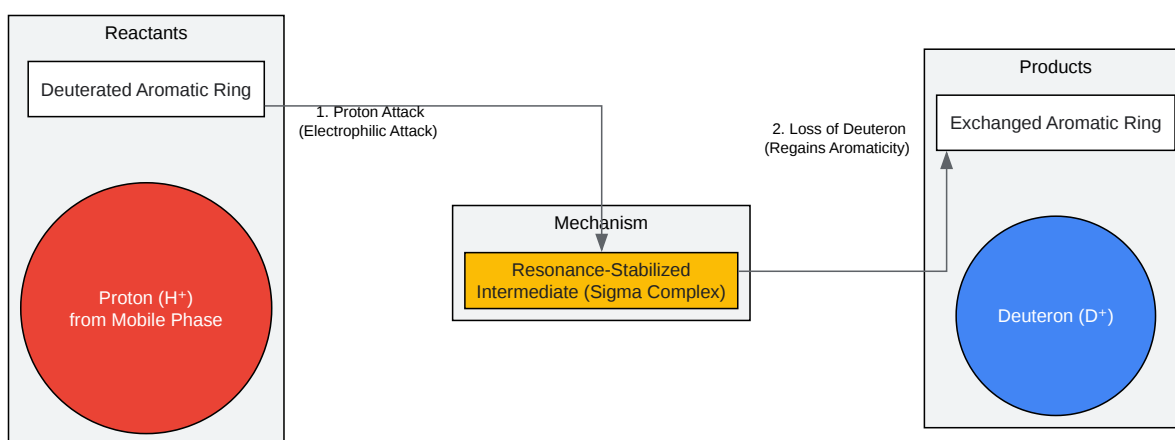 Reactants
Deuterated Aromatic Ring
Proton (H⁺)
from Mobile Phase
1. Proton Attack
(Electrophilic Attack)
Mechanism
Resonance-Stabilized
Intermediate (Sigma Complex)
2. Loss of Deuteron
(Regains Aromaticity)
Products
Exchanged Aromatic Ring
Deuteron (D⁺)